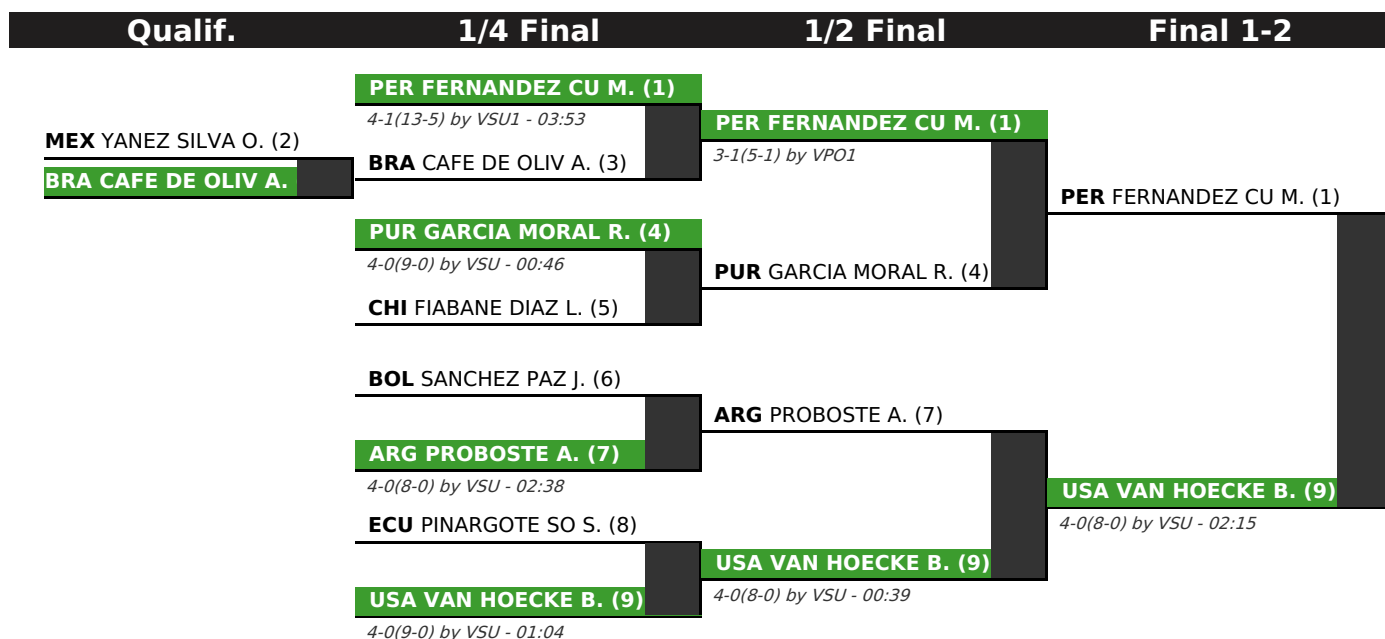 Qualif.
1/4 Final
1/2 Final
Final 1-2
MEX YANEZ SILVA O. (2)
BRA CAFE DE OLIV A.
PER FERNANDEZ CU M. (1)
4-1(13-5) by VSU1 - 03:53
BRA CAFE DE OLIV A. (3)
PUR GARCIA MORAL R. (4)
4-0(9-0) by VSU - 00:46
CHI FIABANE DIAZ L. (5)
BOL SANCHEZ PAZ J. (6)
ARG PROBOSTE A. (7)
4-0(8-0) by VSU - 02:38
ECU PINARGOTE SO S. (8)
USA VAN HOECKE B. (9)
4-0(9-0) by VSU - 01:04
PER FERNANDEZ CU M. (1)
3-1(5-1) by VPO1
PUR GARCIA MORAL R. (4)
ARG PROBOSTE A. (7)
USA VAN HOECKE B. (9)
4-0(8-0) by VSU - 00:39
PER FERNANDEZ CU M. (1)
USA VAN HOECKE B. (9)
4-0(8-0) by VSU - 02:15